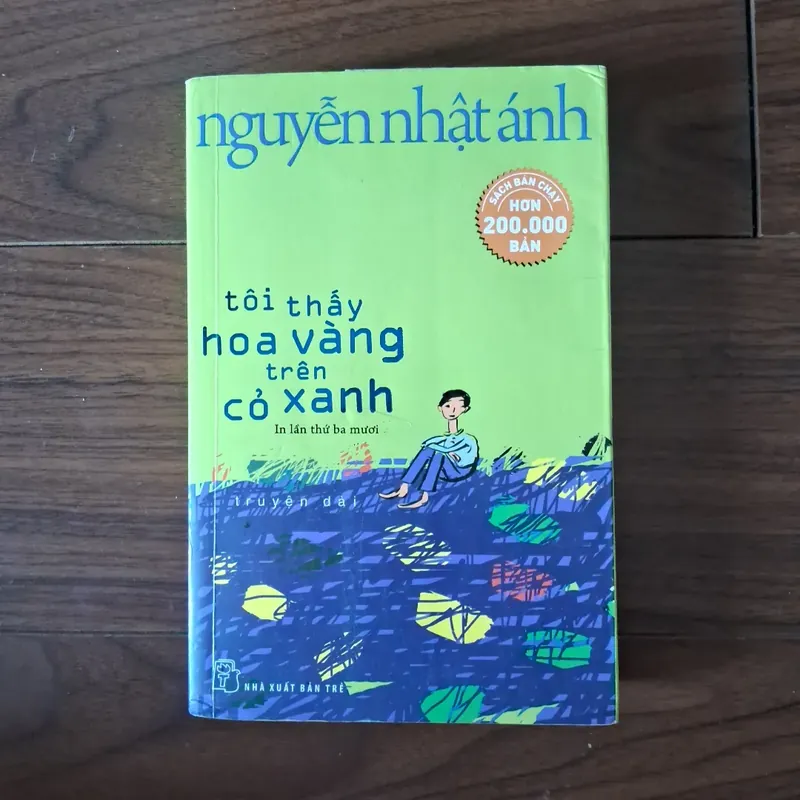 nguyễn nhật ánh
SÁCH BÁN CHẠY
HƠN
200.000
BẢN
tôi thấy
hoa vàng
trên
cỏ xanh
In lần thứ ba mươi
truyện dài
NHÀ XUẤT BẢN TRẺ